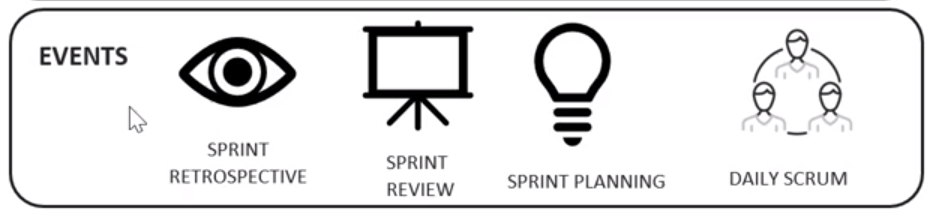 EVENTS
SPRINT
RETROSPECTIVE
SPRINT
REVIEW
SPRINT PLANNING
DAILY SCRUM